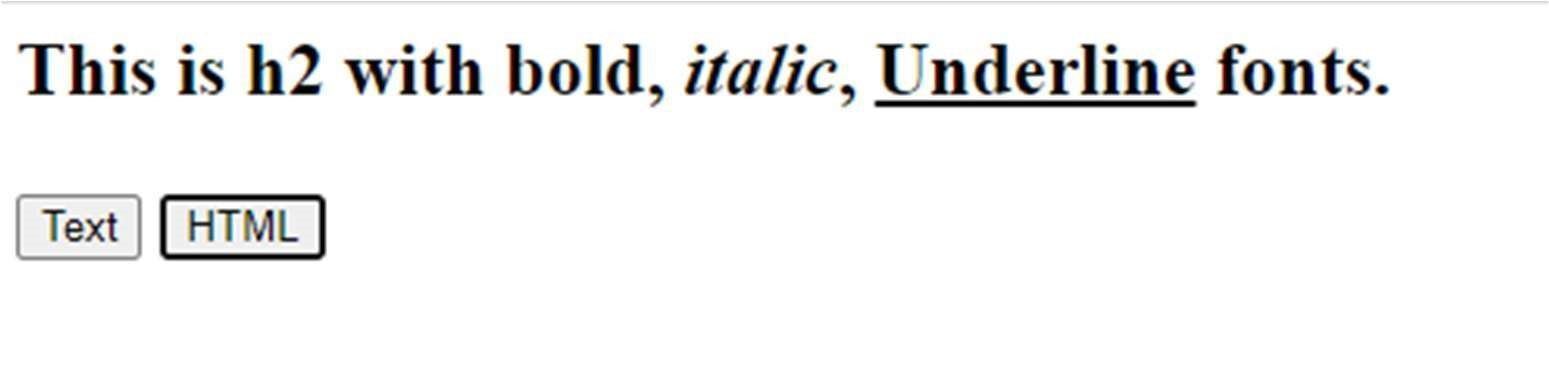 This is h2 with bold, italic, Underline fonts.
Text HTML